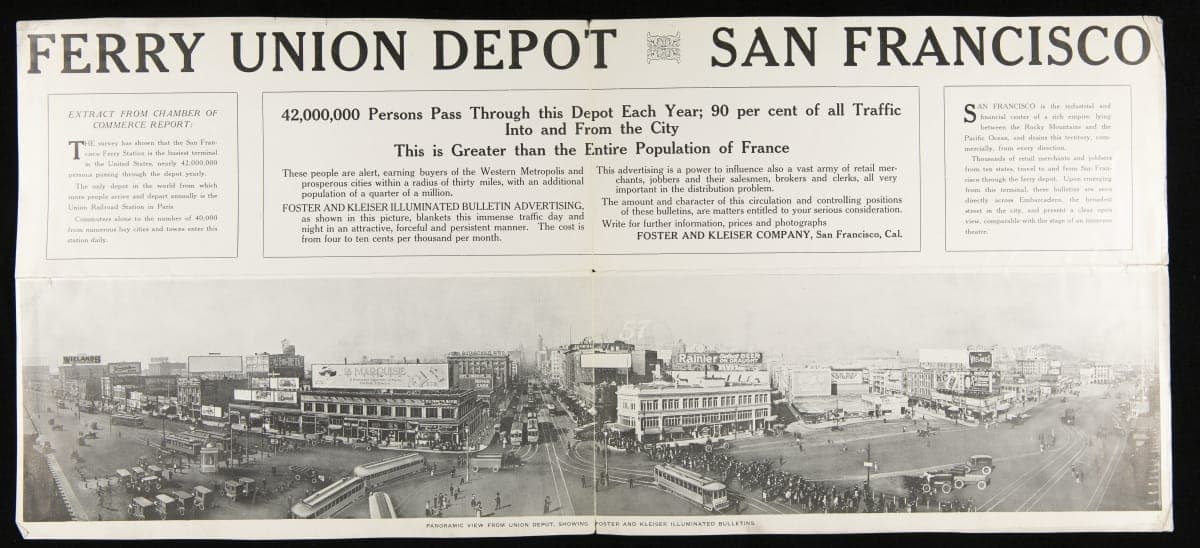 FERRY UNION DEPOT SAN FRANCISCO
EXTRACT FROM CHAMBER OF
COMMERCE REPORT:
THE survey has shown that the San Fran-
cisco Ferry Station is the busiest terminal
in the United States, nearly 42,000,000
persons passing through the depot yearly.
The only depot in the world from which
more people arrive and depart annually is the
Union Railroad Station in Paris.
Commuters alone to the number of 40,000
from numerous bay cities and towns enter this
station daily.
42,000,000 Persons Pass Through this Depot Each Year; 90 per cent of all Traffic
Into and From the City
This is Greater than the Entire Population of France
These people are alert, earning buyers of the Western Metropolis and
prosperous cities within a radius of thirty miles, with an additional
population of a quarter of a million.
FOSTER AND KLEISER ILLUMINATED BULLETIN ADVERTISING,
as shown in this picture, blankets this immense traffic day and
night in an attractive, forceful and persistent manner. The cost is
from four to ten cents per thousand per month.
This advertising is a power to influence also a vast army of retail mer-
chants, jobbers and their salesmen, brokers and clerks, all very
important in the distribution problem.
The amount and character of this circulation and controlling positions
of these bulletins, are matters entitled to your serious consideration.
Write for further information, prices and photographs
FOSTER AND KLEISER COMPANY, San Francisco, Cal.
SAN FRANCISCO is the industrial and
financial center of a rich empire lying
between the Rocky Mountains and the
Pacific Ocean, and drains this territory, com-
mercially, from every direction.
Thousands of retail merchants and jobbers
from ten states, travel to and from San Fran-
cisco through the ferry depot. Upon emerging
from this terminal, these bulletins are seen
directly across Embarcadero, the broadest
street in the city, and present a clear open
view, comparable with the stage of an immense
theater.
WIELANDS
MARQUISE
57
Rainier BEER
ON DRAUGHT
WIELANDS
PANORAMIC VIEW FROM UNION DEPOT, SHOWING FOSTER AND KLEISER ILLUMINATED BULLETINS.